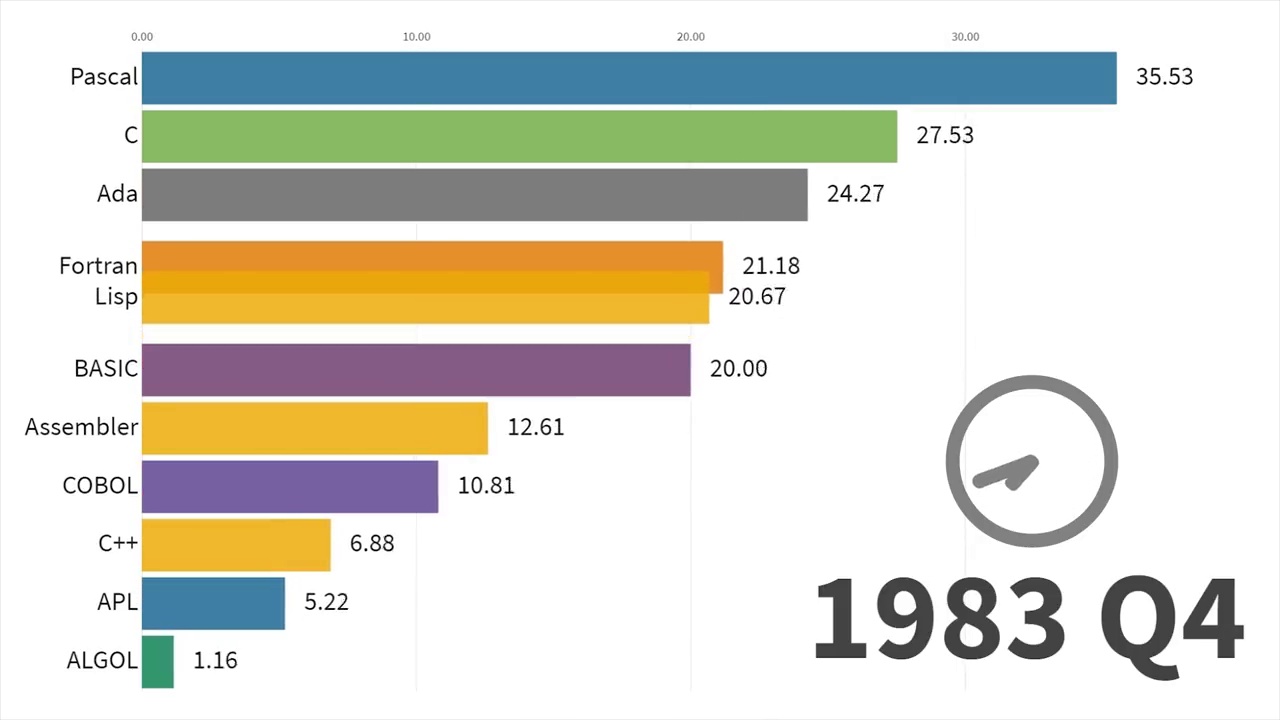 0.00 10.00 20.00 30.00
Pascal 35.53
C 27.53
Ada 24.27
Fortran 21.18
Lisp 20.67
BASIC 20.00
Assembler 12.61
COBOL 10.81
C++ 6.88
APL 5.22
ALGOL 1.16
1983 Q4